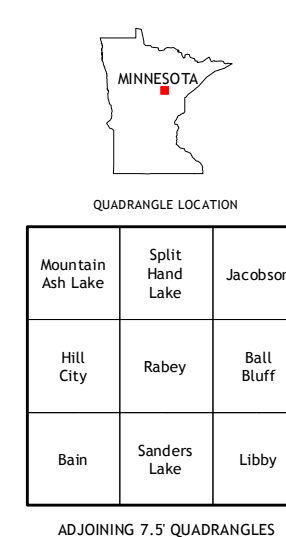 MINNESOTA
QUADRANGLE LOCATION
Mountain
Ash Lake
Split
Hand
Lake
Jacobson
Hill
City
Rabey
Ball
Bluff
Bain
Sanders
Lake
Libby
ADJOINING 7.5' QUADRANGLES